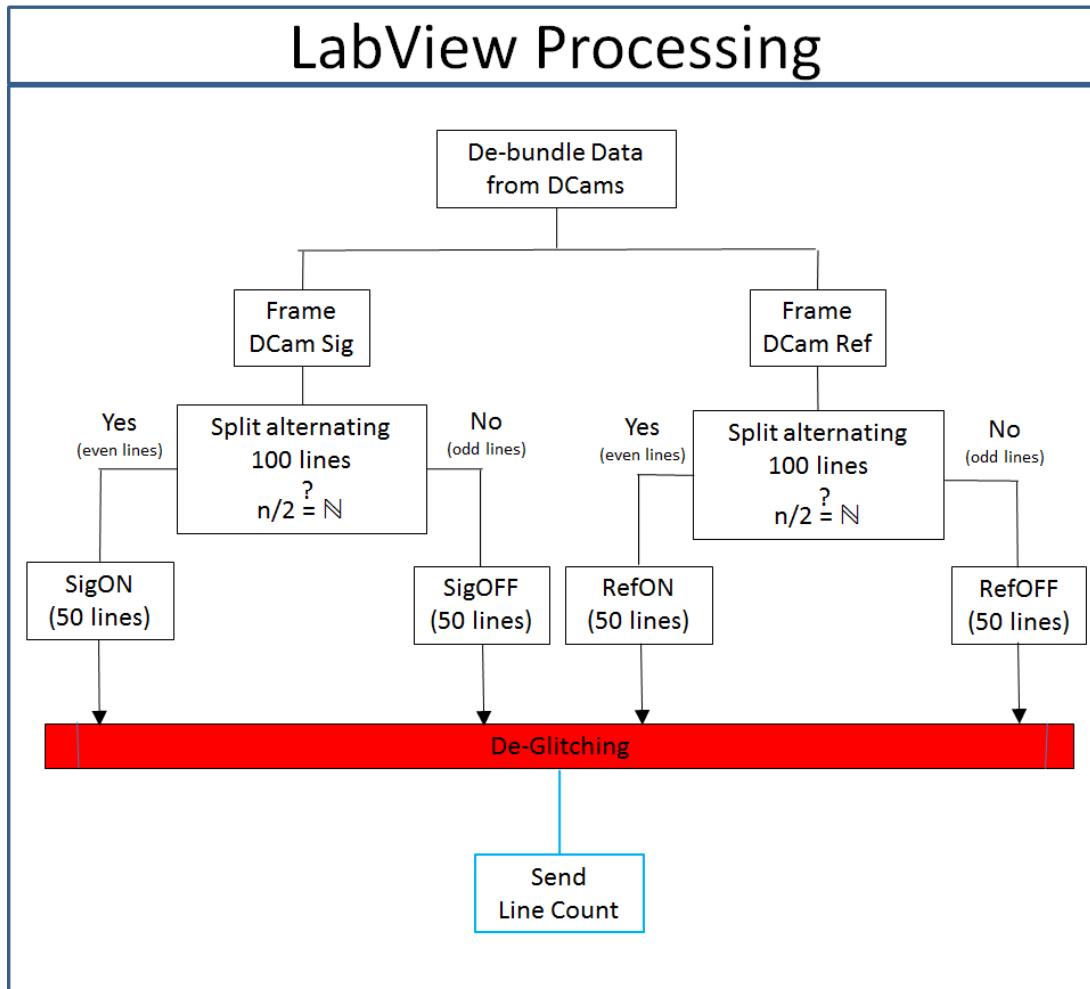 LabView Processing
De-bundle Data
from DCams
Frame
DCam Sig
Frame
DCam Ref
Yes
(even lines)
Split alternating
100 lines
?
n/2 = ℕ
No
(odd lines)
Yes
(even lines)
Split alternating
100 lines
?
n/2 = ℕ
No
(odd lines)
SigON
(50 lines)
SigOFF
(50 lines)
RefON
(50 lines)
RefOFF
(50 lines)
De-Glitching
Send
Line Count